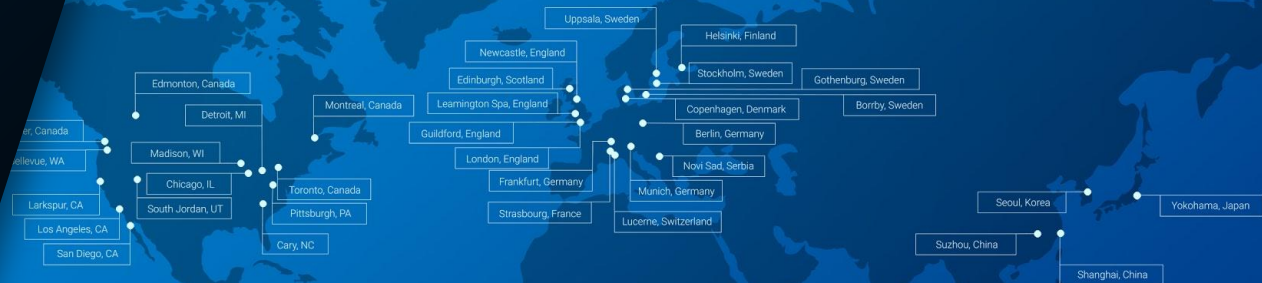 Uppsala, Sweden
Helsinki, Finland
Newcastle, England
Edinburgh, Scotland
Stockholm, Sweden
Gothenburg, Sweden
Edmonton, Canada
Detroit, MI
Montreal, Canada
Leamington Spa, England
Copenhagen, Denmark
Borrby, Sweden
er, Canada
Guildford, England
Berlin, Germany
ellevue, WA
Madison, WI
London, England
Novi Sad, Serbia
Chicago, IL
Toronto, Canada
Frankfurt, Germany
Munich, Germany
Larkspur, CA
South Jordan, UT
Pittsburgh, PA
Strasbourg, France
Lucerne, Switzerland
Seoul, Korea
Yokohama, Japan
Los Angeles, CA
San Diego, CA
Cary, NC
Suzhou, China
Shanghai, China